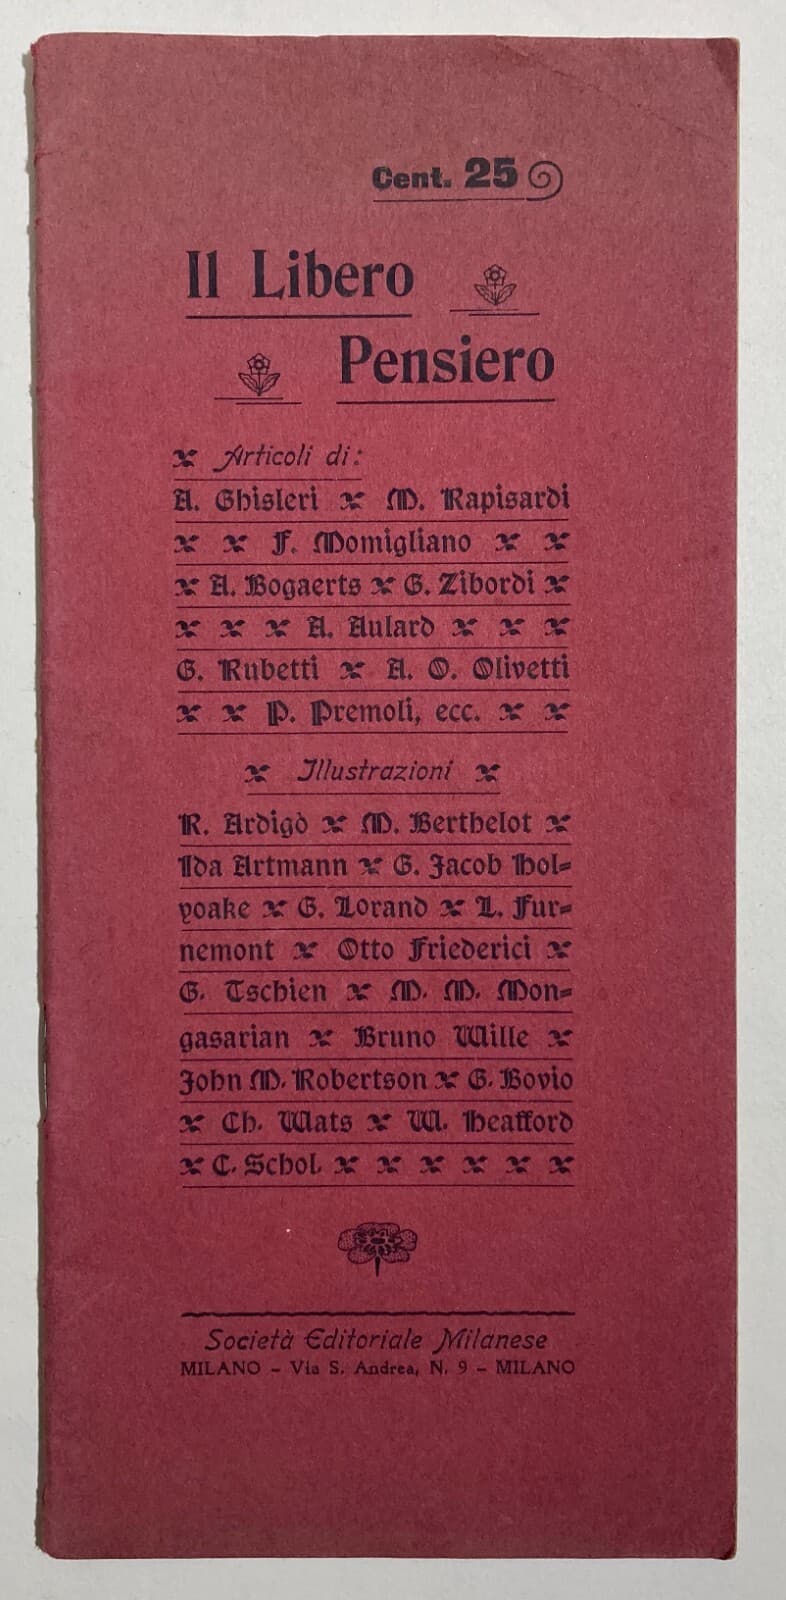 Cent. 25
Il Libero
Pensiero
Articoli di:
A. Ghisleri M. Rapisardi
F. Momigliano
A. Bogaerts G. Zibordi
A. Aulard
G. Rubetti A. O. Olivetti
P. Premoli, ecc.
Illustrazioni
R. Ardigò M. Berthelot
Ida Artmann G. Jacob Hol=
yoake G. Lorand L. Fur=
nemont Otto Friederici
G. Tschien M. M. Mon=
gasarian Bruno Wille
John M. Robertson G. Bovio
Ch. Wats W. Heafford
C. Schol.
Società Editoriale Milanese
MILANO - Via S. Andrea, N. 9 - MILANO